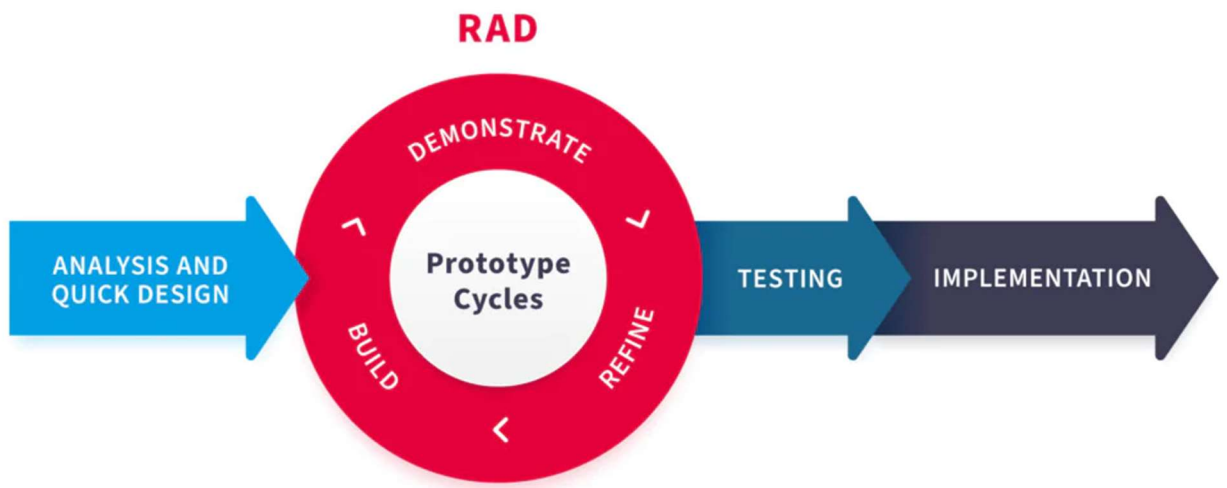 RAD
ANALYSIS AND
QUICK DESIGN
DEMONSTRATE
Prototype
Cycles
BUILD
REFINE
TESTING
IMPLEMENTATION